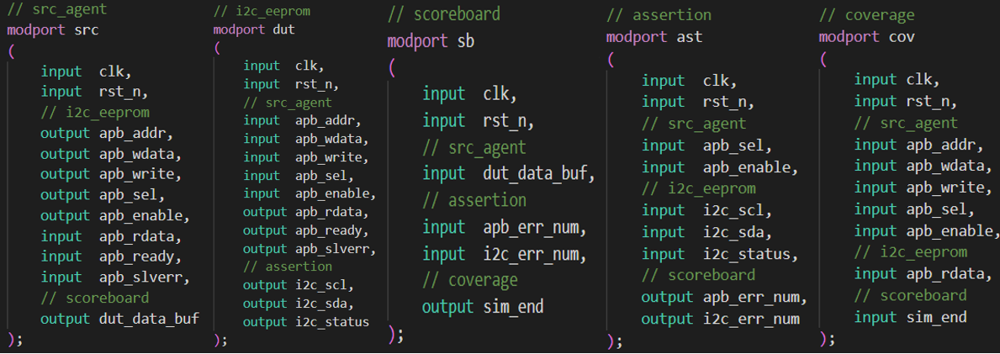 // src_agent
modport src
(
input clk,
input rst_n,
// i2c_eeprom
output apb_addr,
output apb_wdata,
output apb_write,
output apb_sel,
output apb_enable,
input apb_rdata,
input apb_ready,
input apb_slverr,
// scoreboard
output dut_data_buf
);
// i2c_eeprom
modport dut
(
input clk,
input rst_n,
// src_agent
input apb_addr,
input apb_wdata,
input apb_write,
input apb_sel,
input apb_enable,
output apb_rdata,
output apb_ready,
output apb_slverr,
// assertion
output i2c_scl,
output i2c_sda,
output i2c_status
);
// scoreboard
modport sb
(
input clk,
input rst_n,
// src_agent
input dut_data_buf,
// assertion
input apb_err_num,
input i2c_err_num,
// coverage
output sim_end
);
// assertion
modport ast
(
input clk,
input rst_n,
// src_agent
input apb_sel,
input apb_enable,
// i2c_eeprom
input i2c_scl,
input i2c_sda,
input i2c_status,
// scoreboard
output apb_err_num,
output i2c_err_num
);
// coverage
modport cov
(
input clk,
input rst_n,
// src_agent
input apb_addr,
input apb_wdata,
input apb_write,
input apb_sel,
input apb_enable,
// i2c_eeprom
input apb_rdata,
// scoreboard
input sim_end
);